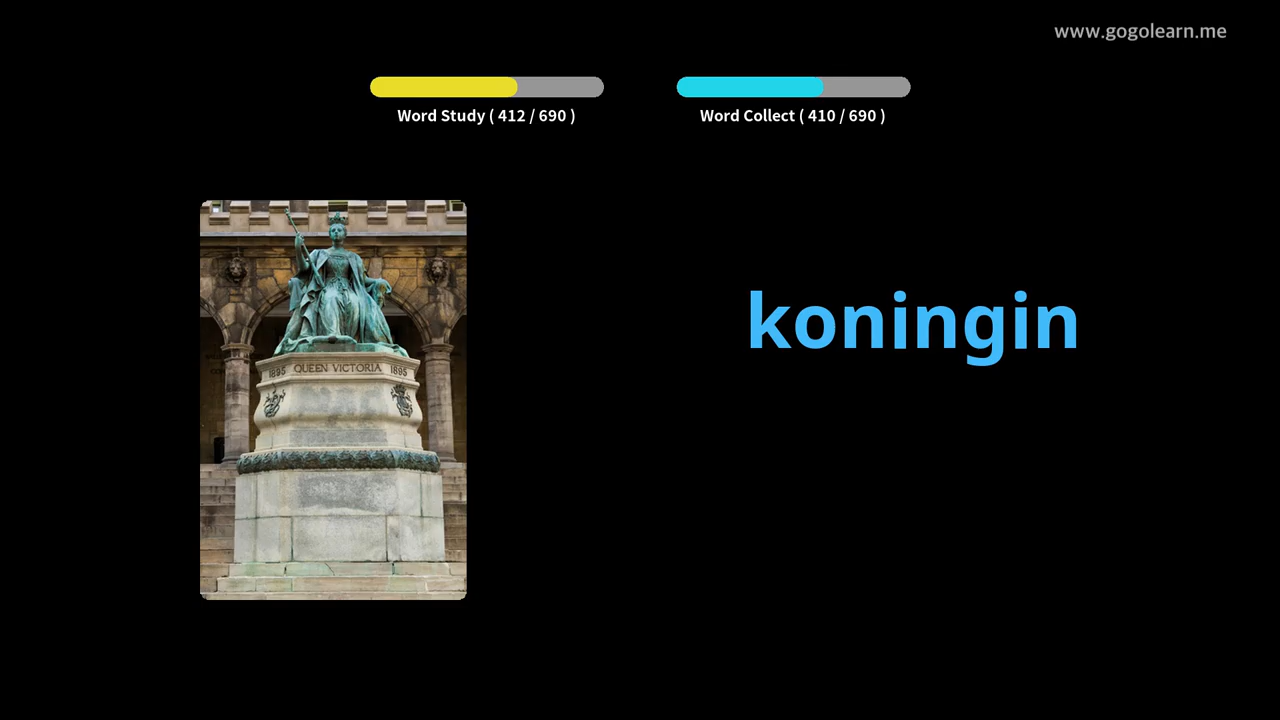 www.gogolearn.me
Word Study ( 412 / 690 )
Word Collect ( 410 / 690 )
koningin
1895 QUEEN VICTORIA 1895